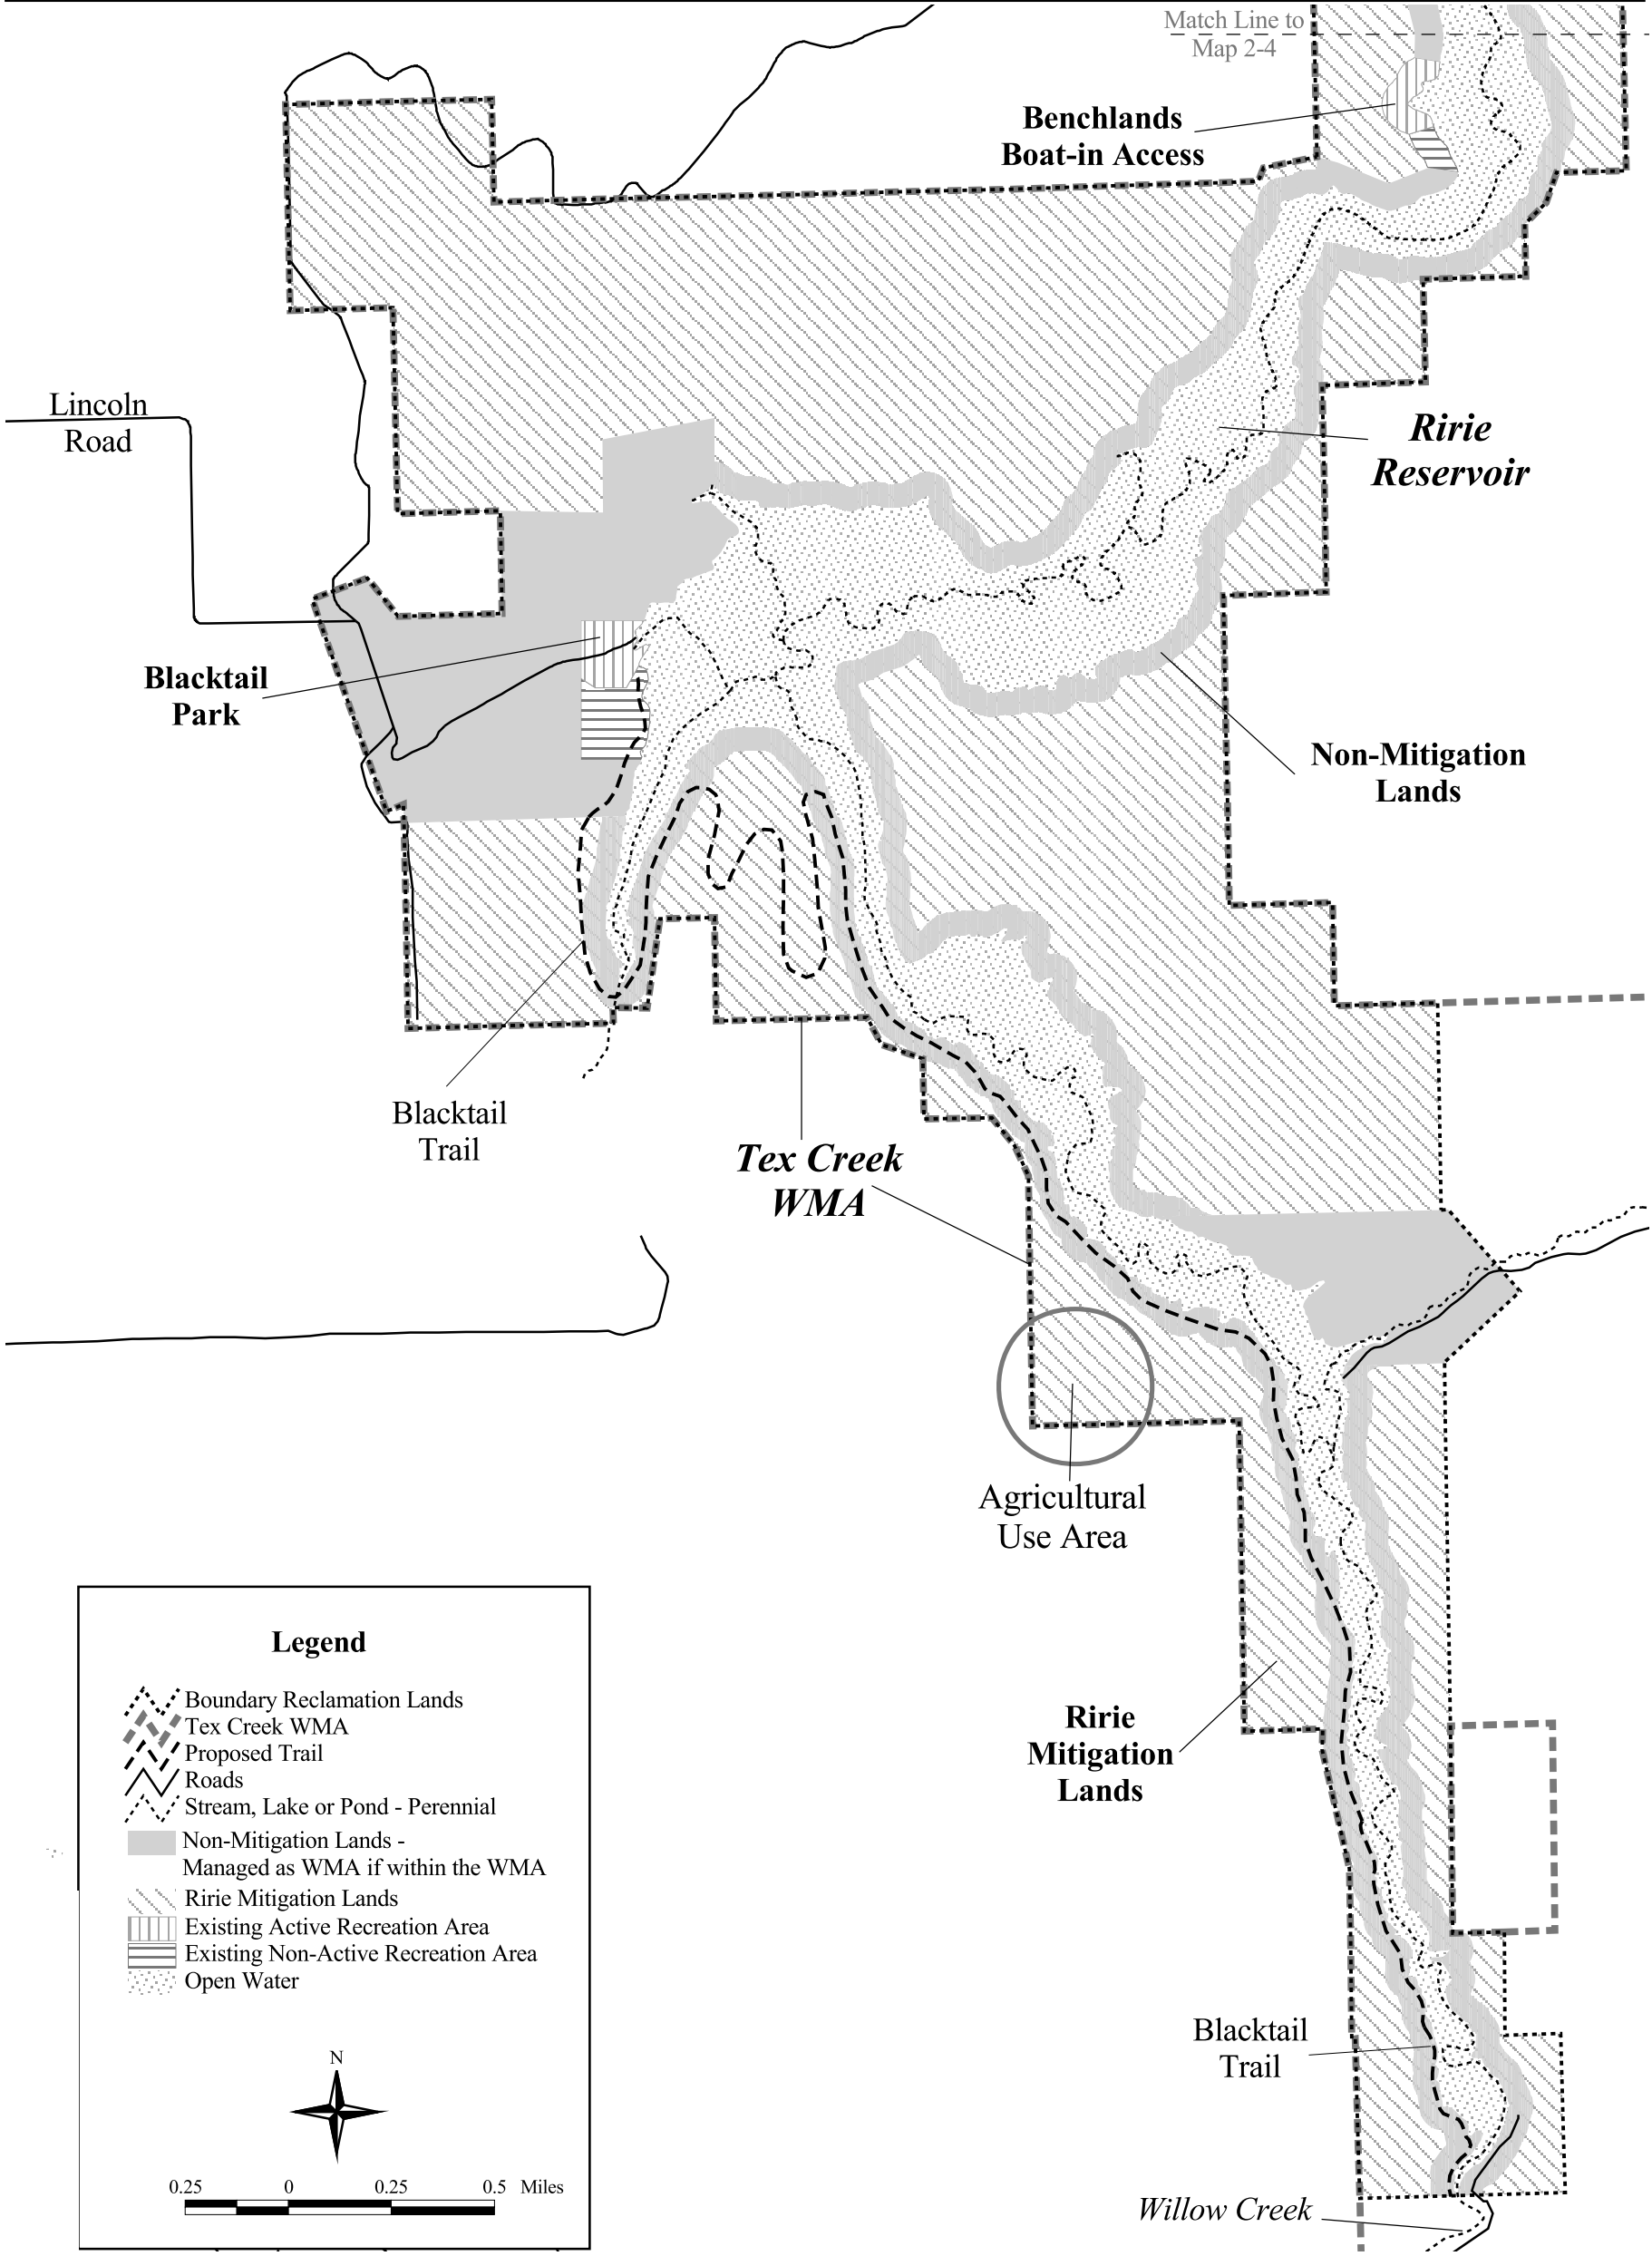 Match Line to
Map 2-4
Benchlands
Boat-in Access
Lincoln
Road
Ririe
Reservoir
Blacktail
Park
Non-Mitigation
Lands
Blacktail
Trail
Tex Creek
WMA
Agricultural
Use Area
Ririe
Mitigation
Lands
Blacktail
Trail
Willow Creek
Legend
Boundary Reclamation Lands
Tex Creek WMA
Proposed Trail
Roads
Stream, Lake or Pond - Perennial
Non-Mitigation Lands -
Managed as WMA if within the WMA
Ririe Mitigation Lands
Existing Active Recreation Area
Existing Non-Active Recreation Area
Open Water
N
0.25 0 0.25 0.5 Miles